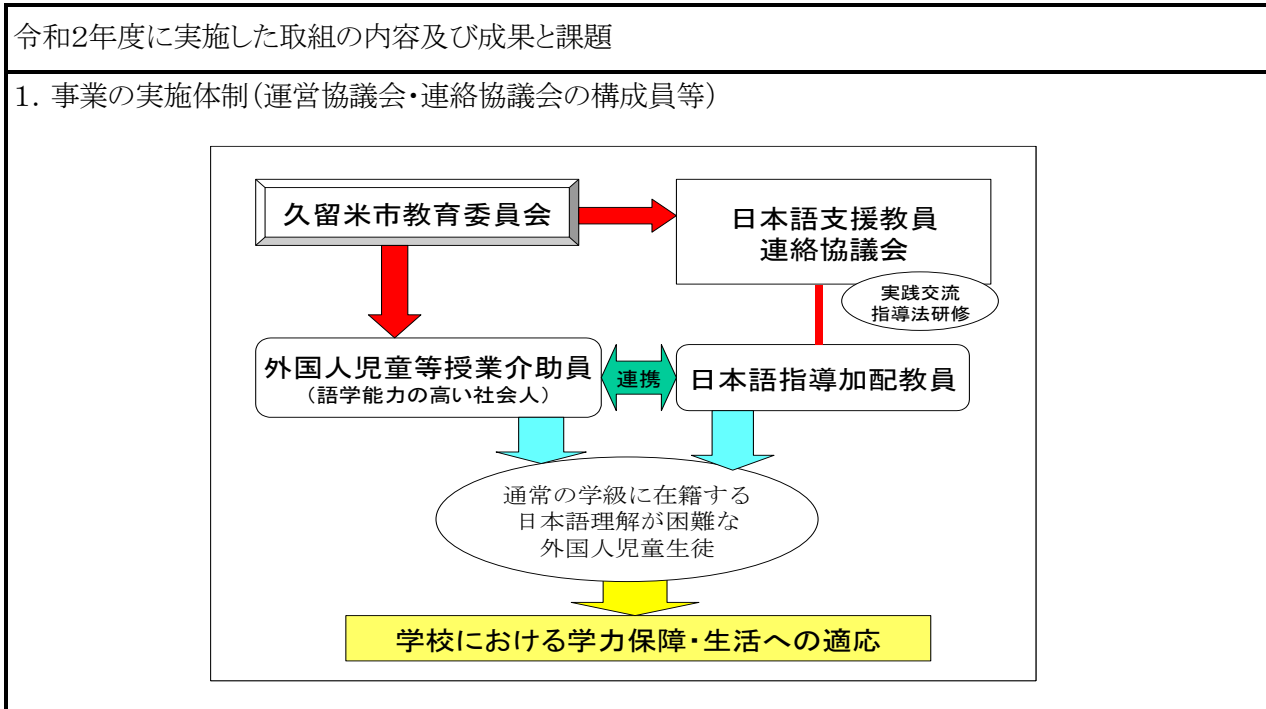 令和2年度に実施した取組の内容及び成果と課題
1. 事業の実施体制(運営協議会・連絡協議会の構成員等)
久留米市教育委員会
日本語支援教員
連絡協議会
実践交流
指導法研修
外国人児童等授業介助員
(語学能力の高い社会人)
連携
日本語指導加配教員
通常の学級に在籍する
日本語理解が困難な
外国人児童生徒
学校における学力保障・生活への適応